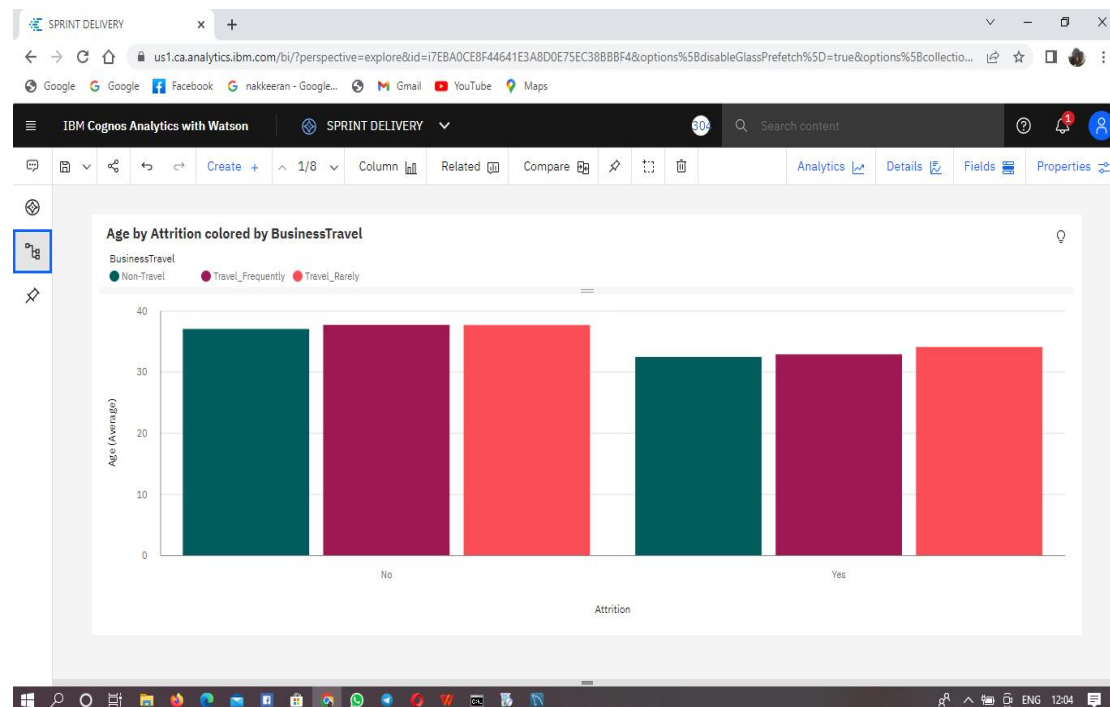 SPRINT DELIVERY
us1.ca.analytics.ibm.com/bi/?perspective=explore&id=i7EBA0CE8F44641E3A8D0E75EC38BBBF4&options%5BdisableGlassPrefetch%5D=true&options%5Bcollectio...
Google Google Facebook nakkeeran - Google... Gmail YouTube Maps
IBM Cognos Analytics with Watson SPRINT DELIVERY 304 Search content 1
Create + 1/8 Column Related Compare Analytics Details Fields Properties
Age by Attrition colored by BusinessTravel
BusinessTravel
Non-Travel Travel_Frequently Travel_Rarely
40
30
20
10
0
Age (Average)
No Yes
Attrition
ENG 12:04